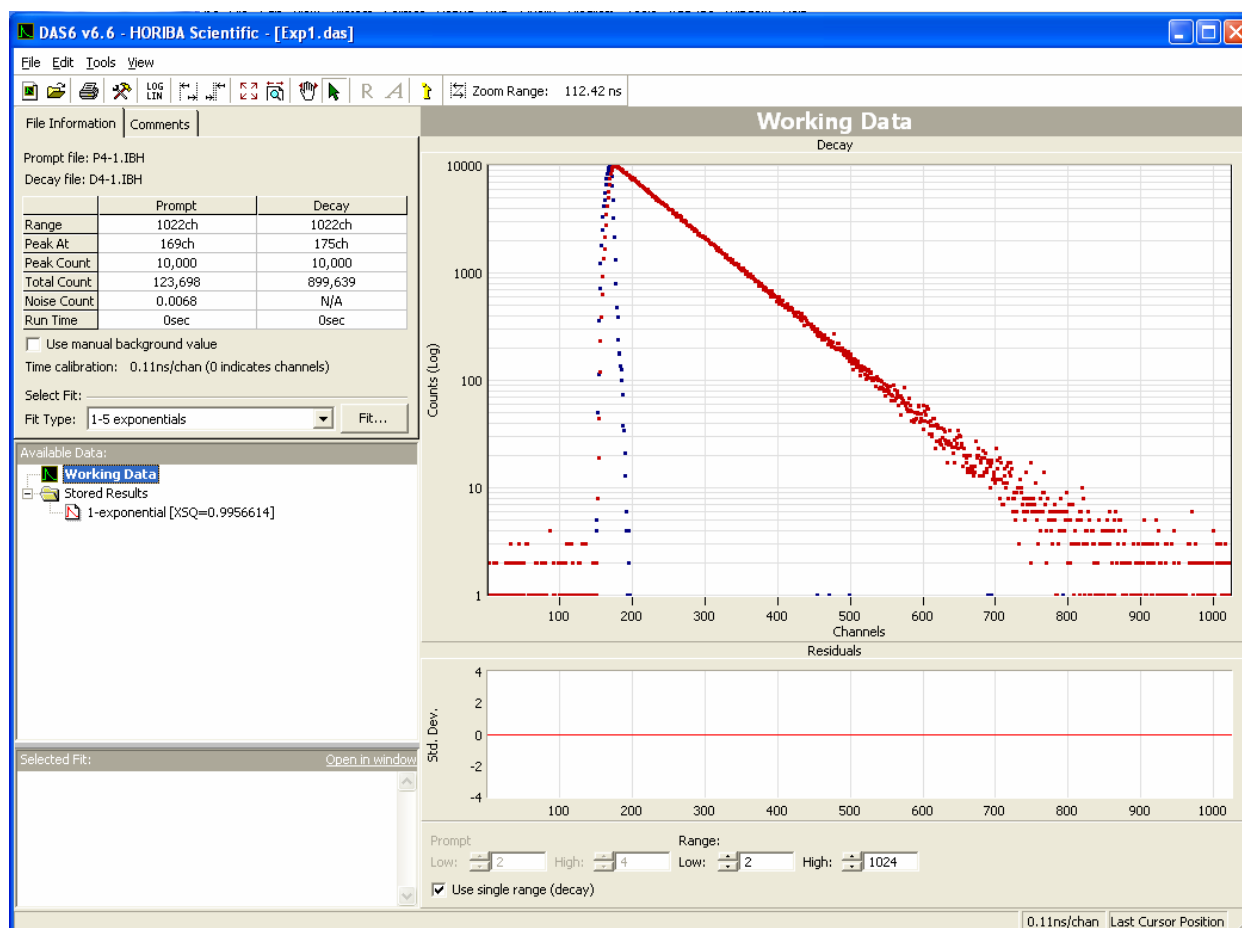 DAS6 v6.6 - HORIBA Scientific - [Exp1.das]
File Edit Tools View
LOG LIN R A Zoom Range: 112.42 ns
File Information Comments
Prompt file: P4-1.IBH
Decay file: D4-1.IBH
Prompt Decay
Range 1022ch 1022ch
Peak At 169ch 175ch
Peak Count 10,000 10,000
Total Count 123,698 899,639
Noise Count 0.0068 N/A
Run Time 0sec 0sec
Use manual background value
Time calibration: 0.11ns/chan (0 indicates channels)
Select Fit:
Fit Type: 1-5 exponentials Fit...
Available Data:
Working Data
Stored Results
1-exponential [XSQ=0.9956614]
Selected Fit: Open in window
Working Data
Decay
10000
1000
100
10
1
Counts (Log)
100 200 300 400 500 600 700 800 900 1000
Channels
Residuals
4
2
0
-2
-4
Std. Dev.
100 200 300 400 500 600 700 800 900 1000
Prompt Range:
Low: 2 High: 4 Low: 2 High: 1024
Use single range (decay)
0.11ns/chan Last Cursor Position